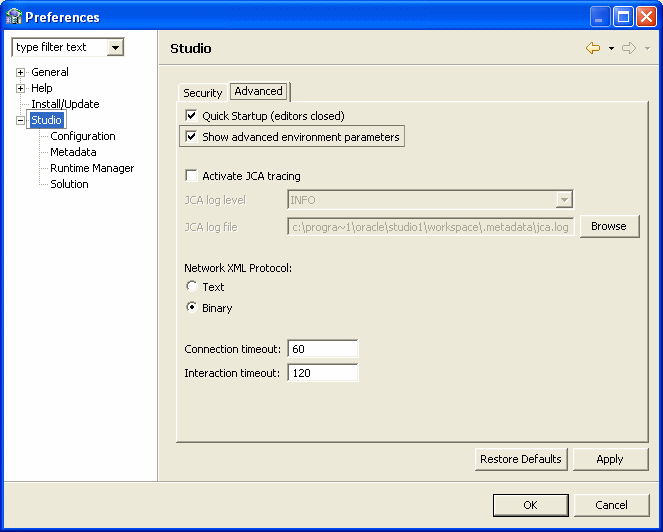 Preferences
type filter text
Studio
General
Help
Install/Update
Studio
Configuration
Metadata
Runtime Manager
Solution
Security
Advanced
Quick Startup (editors closed)
Show advanced environment parameters
Activate JCA tracing
JCA log level INFO
JCA log file c:\progra~1\oracle\studio1\workspace\.metadata\jca.log Browse
Network XML Protocol:
Text
Binary
Connection timeout: 60
Interaction timeout: 120
Restore Defaults Apply
OK Cancel